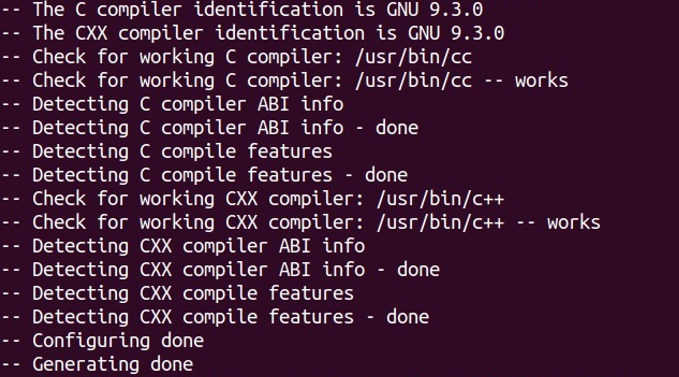 -- The C compiler identification is GNU 9.3.0
-- The CXX compiler identification is GNU 9.3.0
-- Check for working C compiler: /usr/bin/cc
-- Check for working C compiler: /usr/bin/cc -- works
-- Detecting C compiler ABI info
-- Detecting C compiler ABI info - done
-- Detecting C compile features
-- Detecting C compile features - done
-- Check for working CXX compiler: /usr/bin/c++
-- Check for working CXX compiler: /usr/bin/c++ -- works
-- Detecting CXX compiler ABI info
-- Detecting CXX compiler ABI info - done
-- Detecting CXX compile features
-- Detecting CXX compile features - done
-- Configuring done
-- Generating done